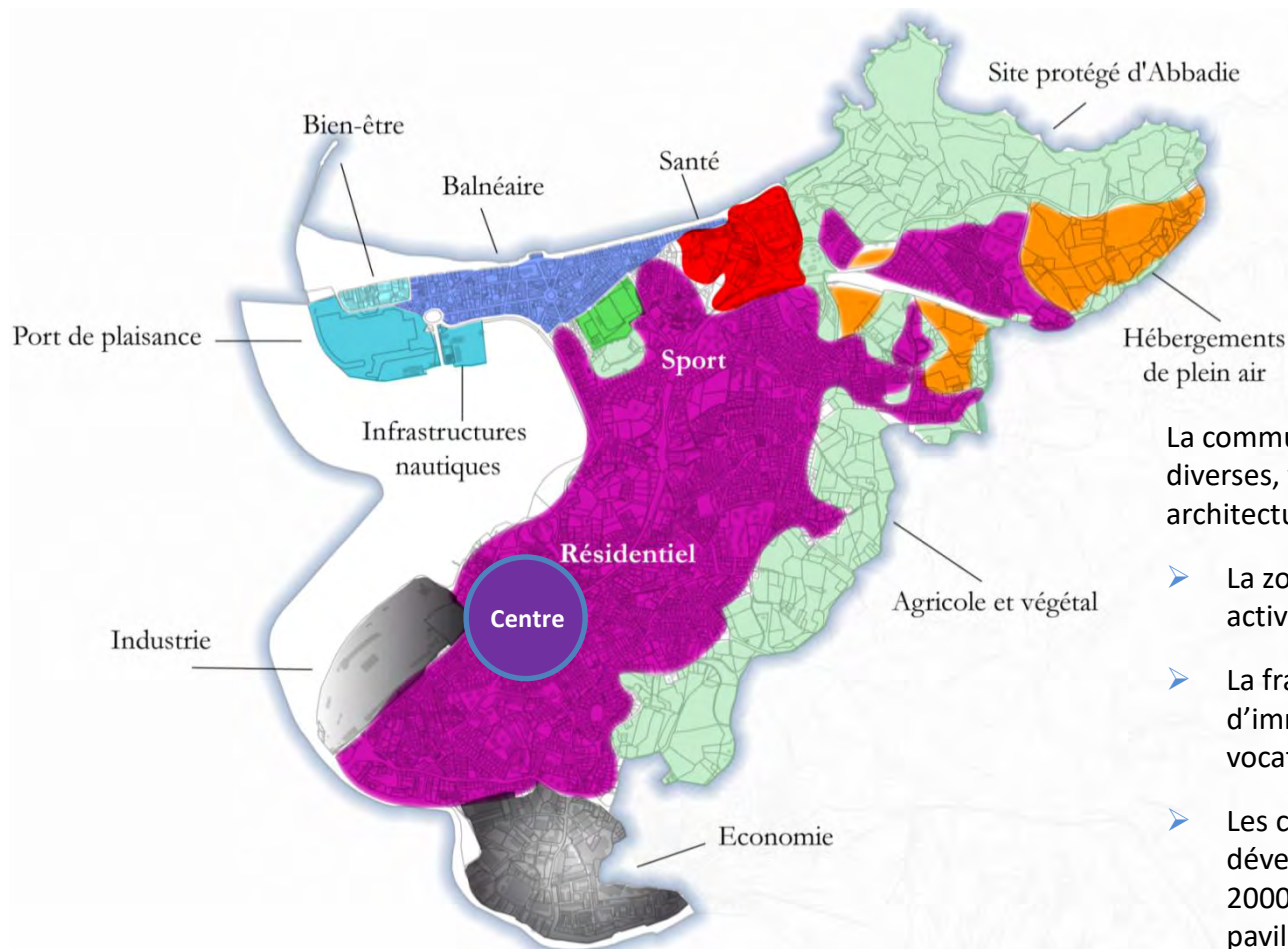 Site protégé d'Abbadie
Bien-être
Santé
Balnéaire
Port de plaisance
Hébergements
de plein air
Sport
Infrastructures
nautiques
Résidentiel
Centre
Agricole et végétal
Industrie
Economie
La commu
diverses,
architectu
La zo
activ
La fra
d’imr
vocat
Les c
déve
2000
pavil